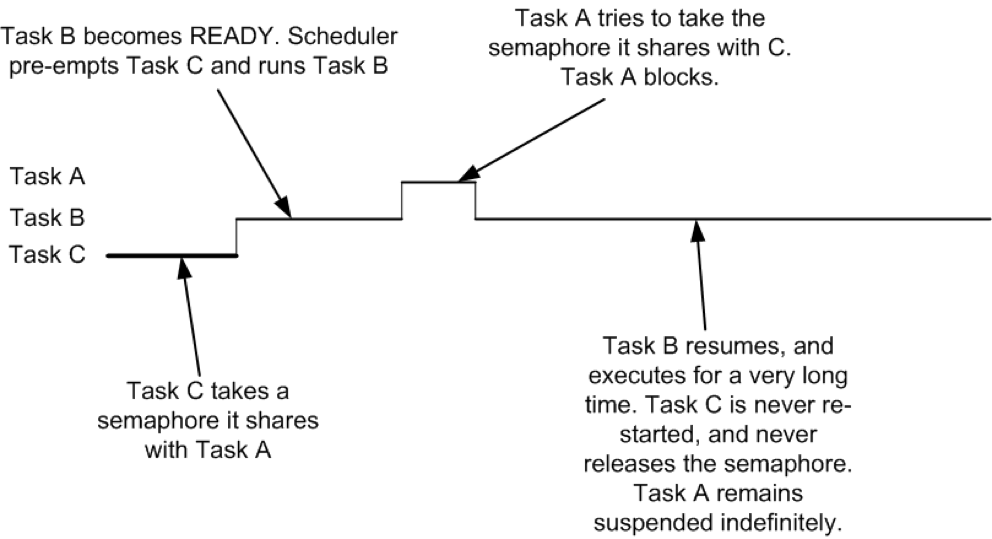 Task B becomes READY. Scheduler
pre-empts Task C and runs Task B
Task A tries to take the
semaphore it shares with C.
Task A blocks.
Task A
Task B
Task C
Task C takes a
semaphore it shares
with Task A
Task B resumes, and
executes for a very long
time. Task C is never re-
started, and never
releases the semaphore.
Task A remains
suspended indefinitely.